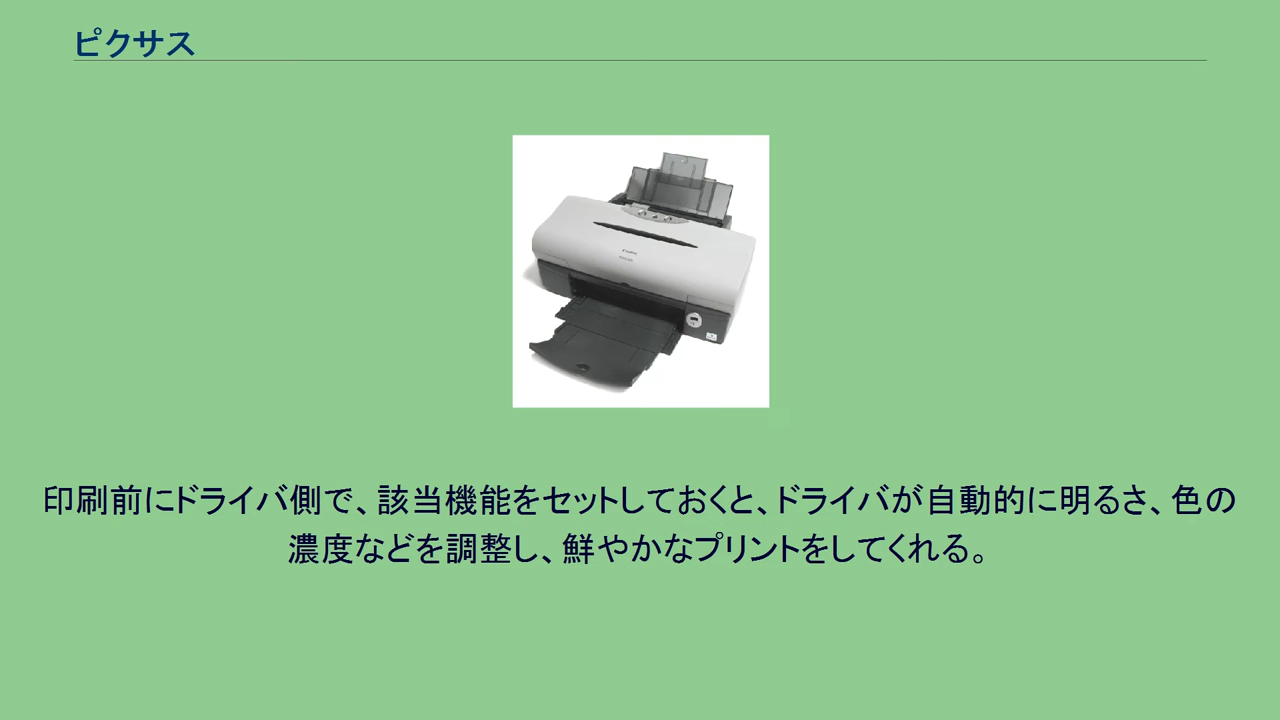 ピクサス
印刷前にドライバ側で、該当機能をセットしておくと、ドライバが自動的に明るさ、色の
濃度などを調整し、鮮やかなプリントをしてくれる。